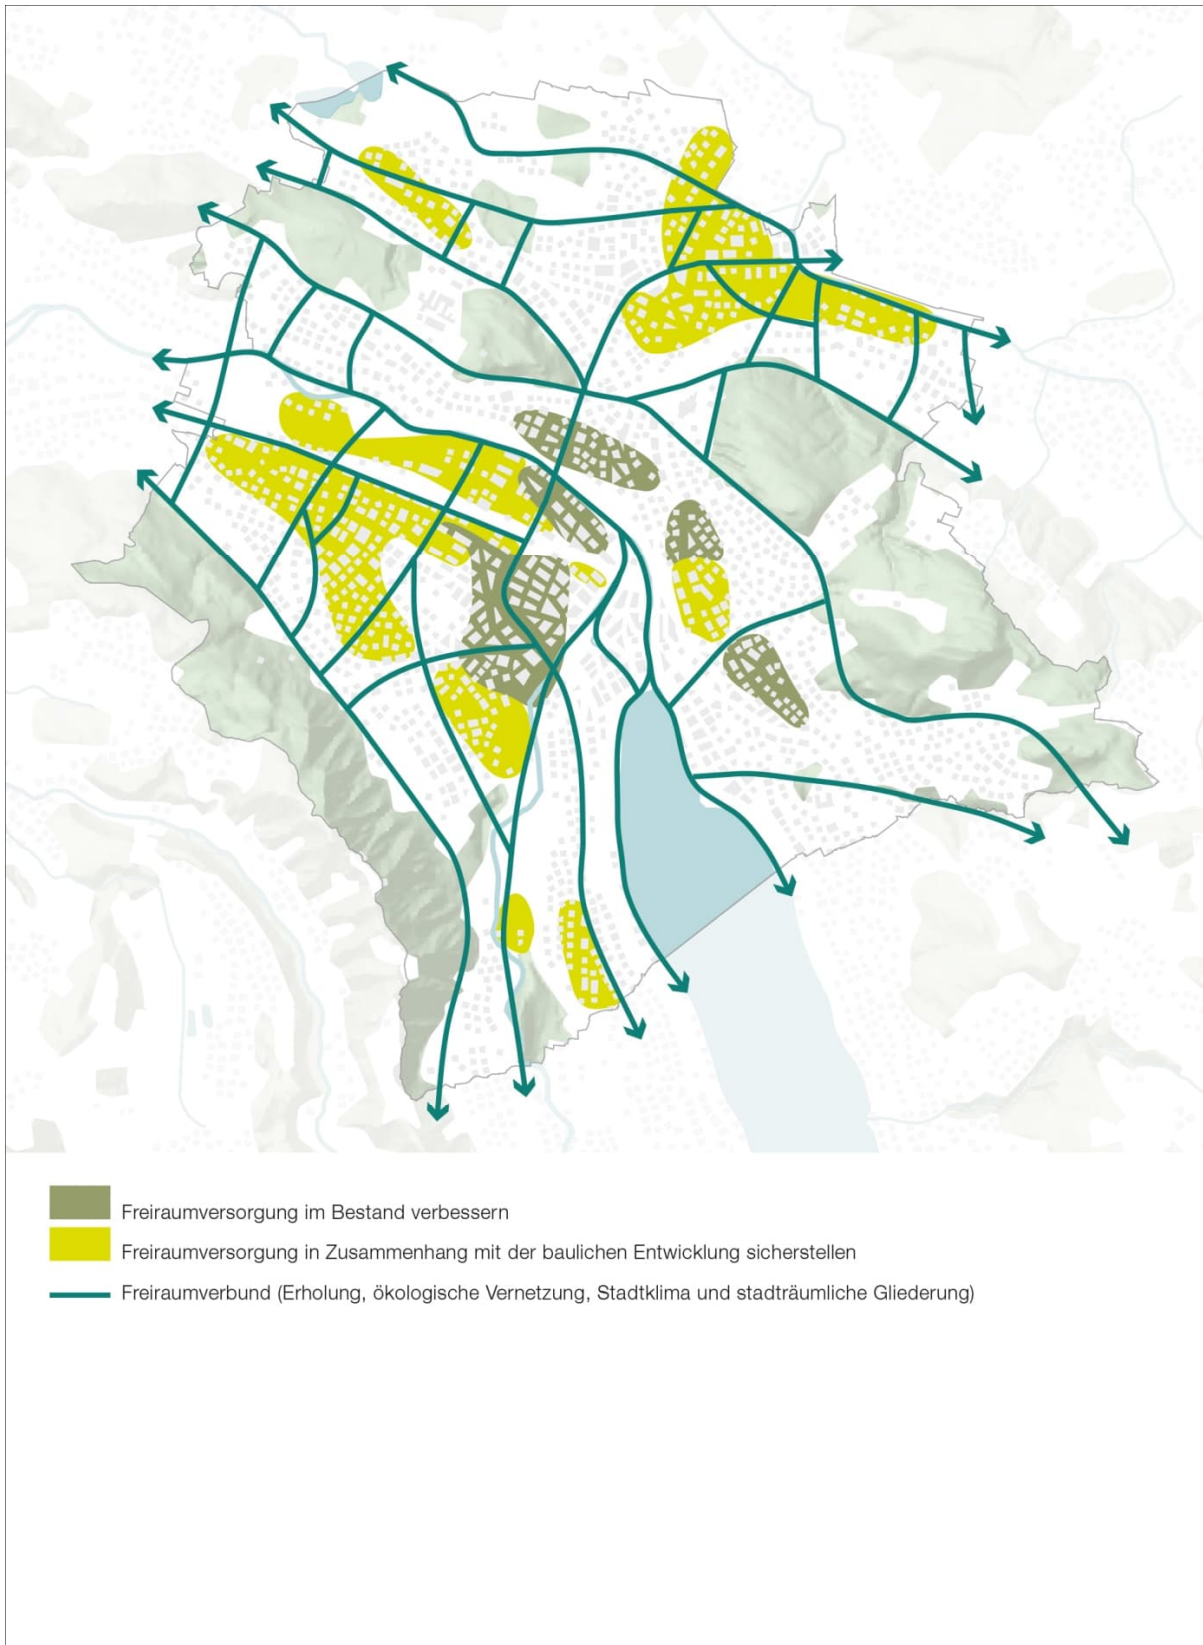 Freiraumversorgung im Bestand verbessern
Freiraumversorgung in Zusammenhang mit der baulichen Entwicklung sicherstellen
Freiraumverbund (Erholung, ökologische Vernetzung, Stadtklima und stadträumliche Gliederung)